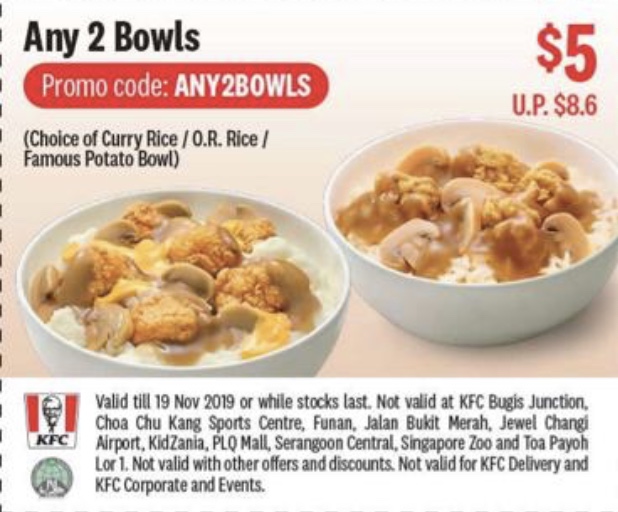 Any 2 Bowls
$5
Promo code: ANY2BOWLS
U.P. $8.6
(Choice of Curry Rice / O.R. Rice /
Famous Potato Bowl)
Valid till 19 Nov 2019 or while stocks last. Not valid at KFC Bugis Junction,
Choa Chu Kang Sports Centre, Funan, Jalan Bukit Merah, Jewel Changi
Airport, KidZania, PLQ Mall, Serangoon Central, Singapore Zoo and Toa Payoh
Lor 1. Not valid with other offers and discounts. Not valid for KFC Delivery and
KFC Corporate and Events.
KFC